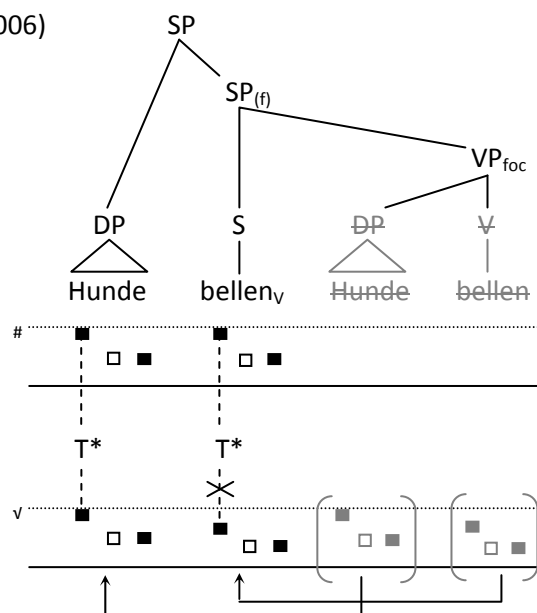 006)
SP
SP(f)
VPfoc
DP S DP V
Hunde bellenV Hunde bellen
#
T* T*
√